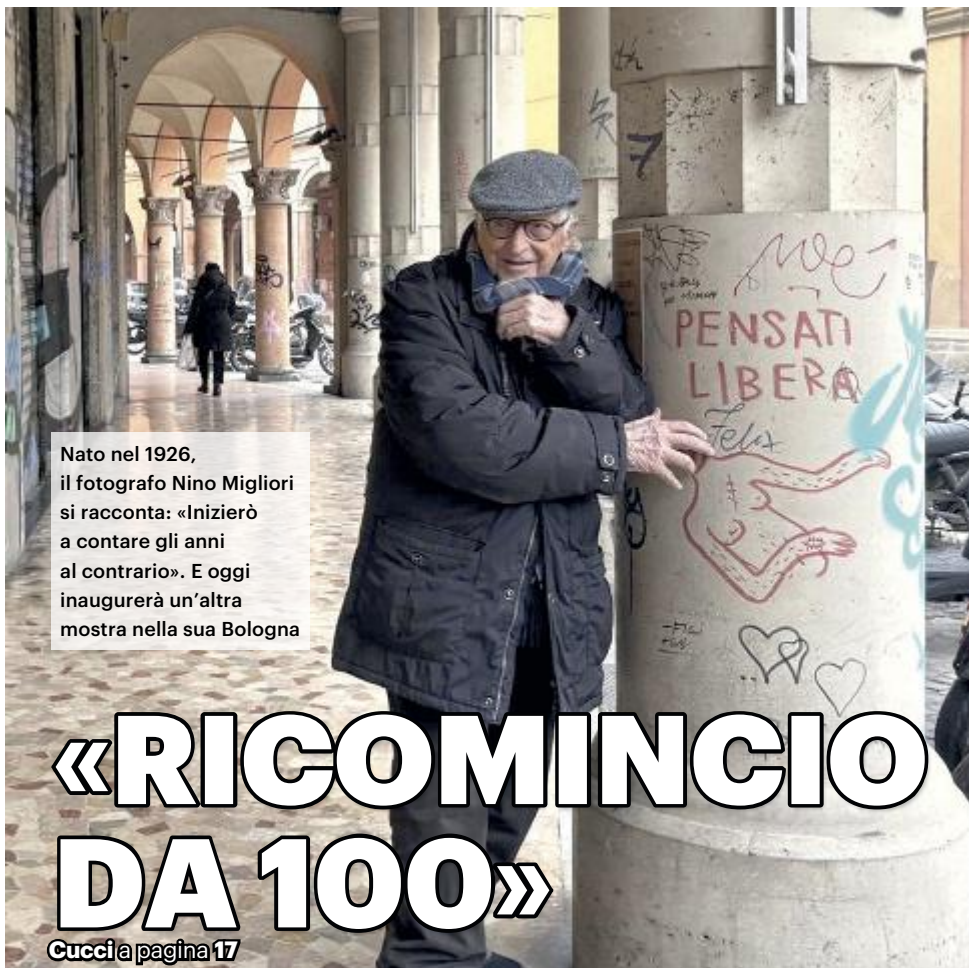 PENSATI
LIBERA
Felix
Nato nel 1926,
il fotografo Nino Migliori
si racconta: «Inizierò
a contare gli anni
al contrario». E oggi
inaugurerà un’altra
mostra nella sua Bologna
«RICOMINCIO
DA 100»
Cucci a pagina 17